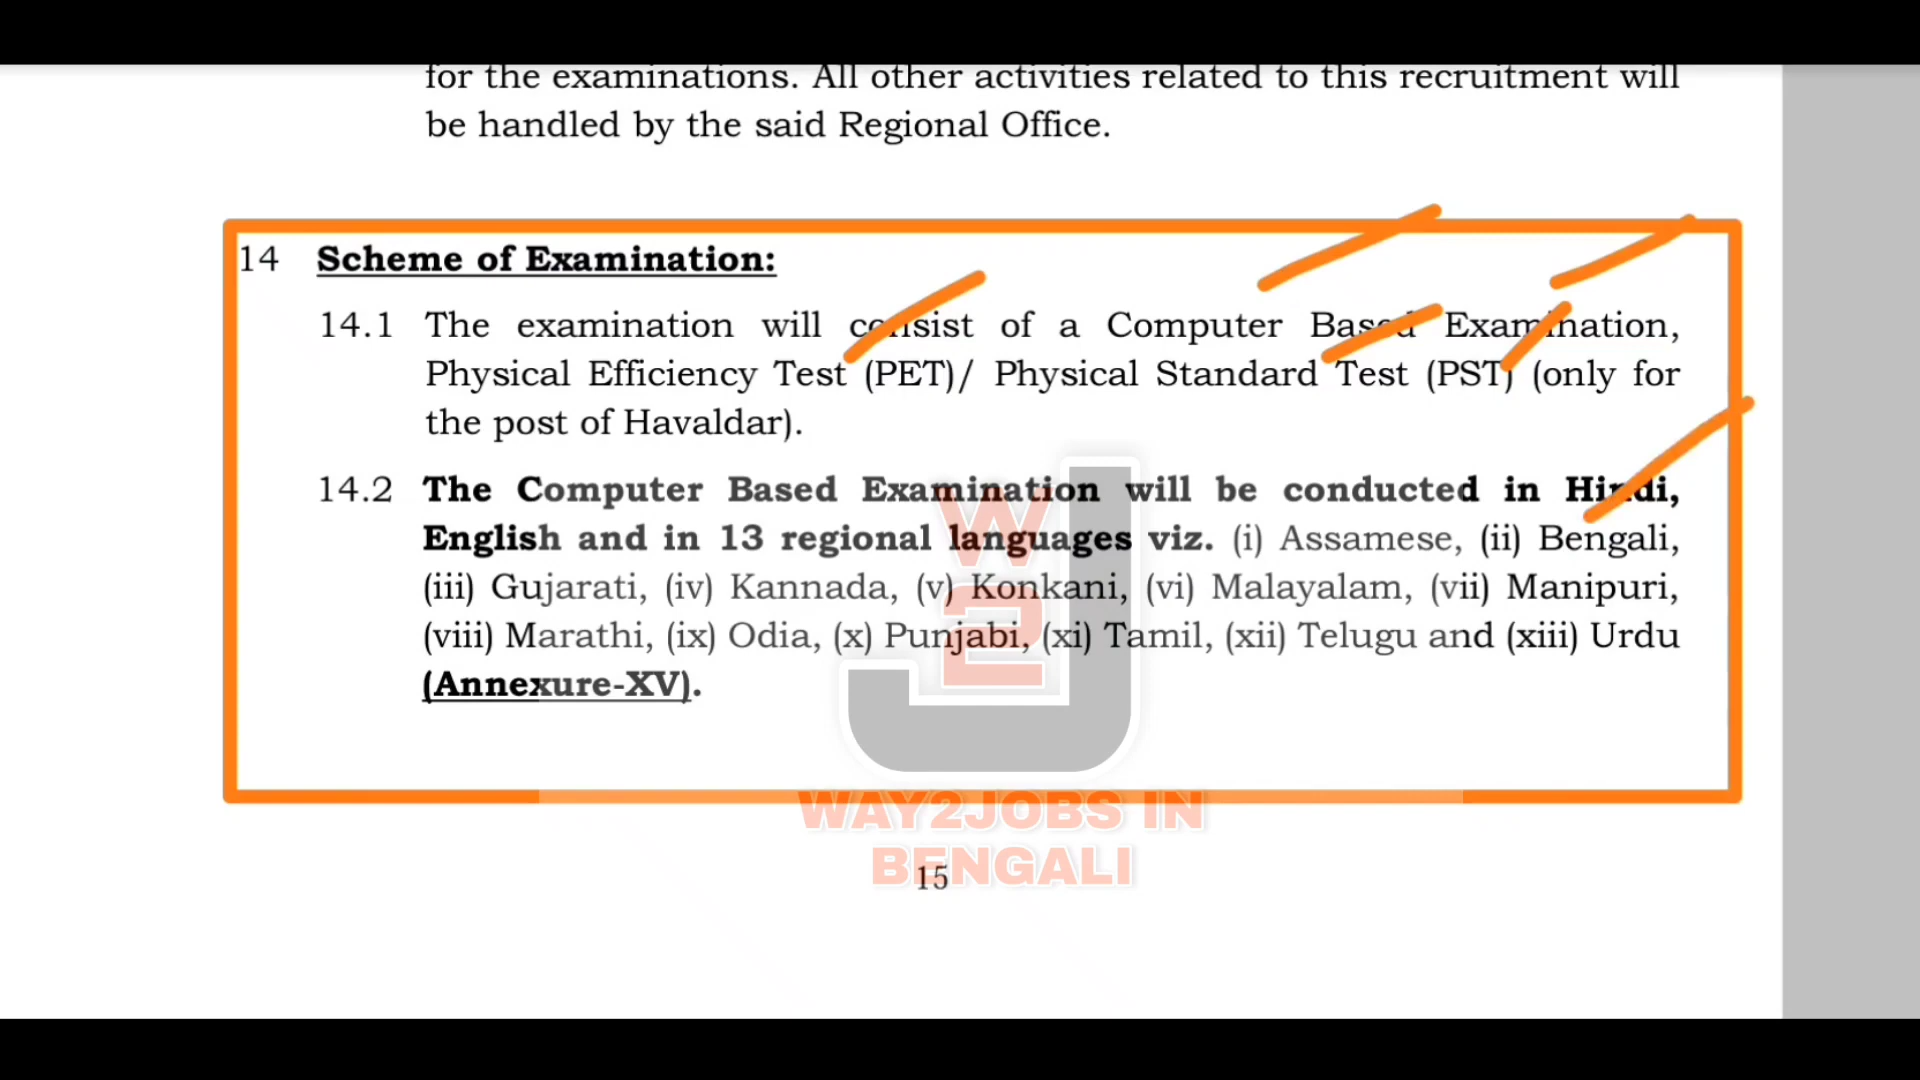 for the examinations. All other activities related to this recruitment will
be handled by the said Regional Office.
14 Scheme of Examination:
14.1 The examination will consist of a Computer Based Examination,
Physical Efficiency Test (PET)/ Physical Standard Test (PST) (only for
the post of Havaldar).
14.2 The Computer Based Examination will be conducted in Hindi,
English and in 13 regional languages viz. (i) Assamese, (ii) Bengali,
(iii) Gujarati, (iv) Kannada, (v) Konkani, (vi) Malayalam, (vii) Manipuri,
(viii) Marathi, (ix) Odia, (x) Punjabi, (xi) Tamil, (xii) Telugu and (xiii) Urdu
(Annexure-XV).
W2J
WAY2JOBS IN
BENGALI
15